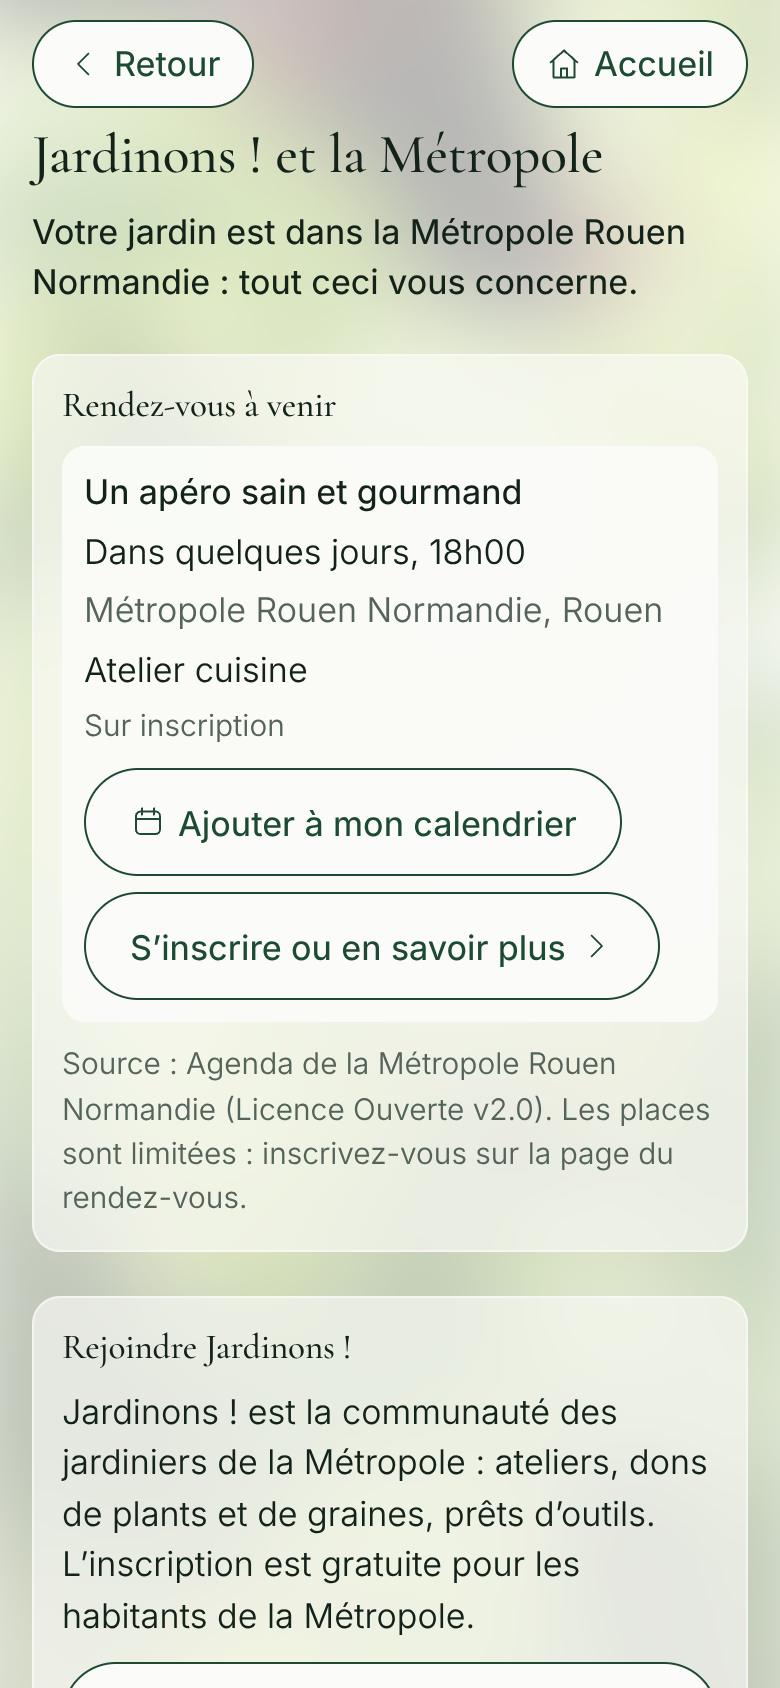 Retour
Accueil
Jardinons ! et la Métropole
Votre jardin est dans la Métropole Rouen
Normandie : tout ceci vous concerne.
Rendez-vous à venir
Un apéro sain et gourmand
Dans quelques jours, 18h00
Métropole Rouen Normandie, Rouen
Atelier cuisine
Sur inscription
Ajouter à mon calendrier
S’inscrire ou en savoir plus
Source : Agenda de la Métropole Rouen
Normandie (Licence Ouverte v2.0). Les places
sont limitées : inscrivez-vous sur la page du
rendez-vous.
Rejoindre Jardinons !
Jardinons ! est la communauté des
jardiniers de la Métropole : ateliers, dons
de plants et de graines, prêts d’outils.
L’inscription est gratuite pour les
habitants de la Métropole.